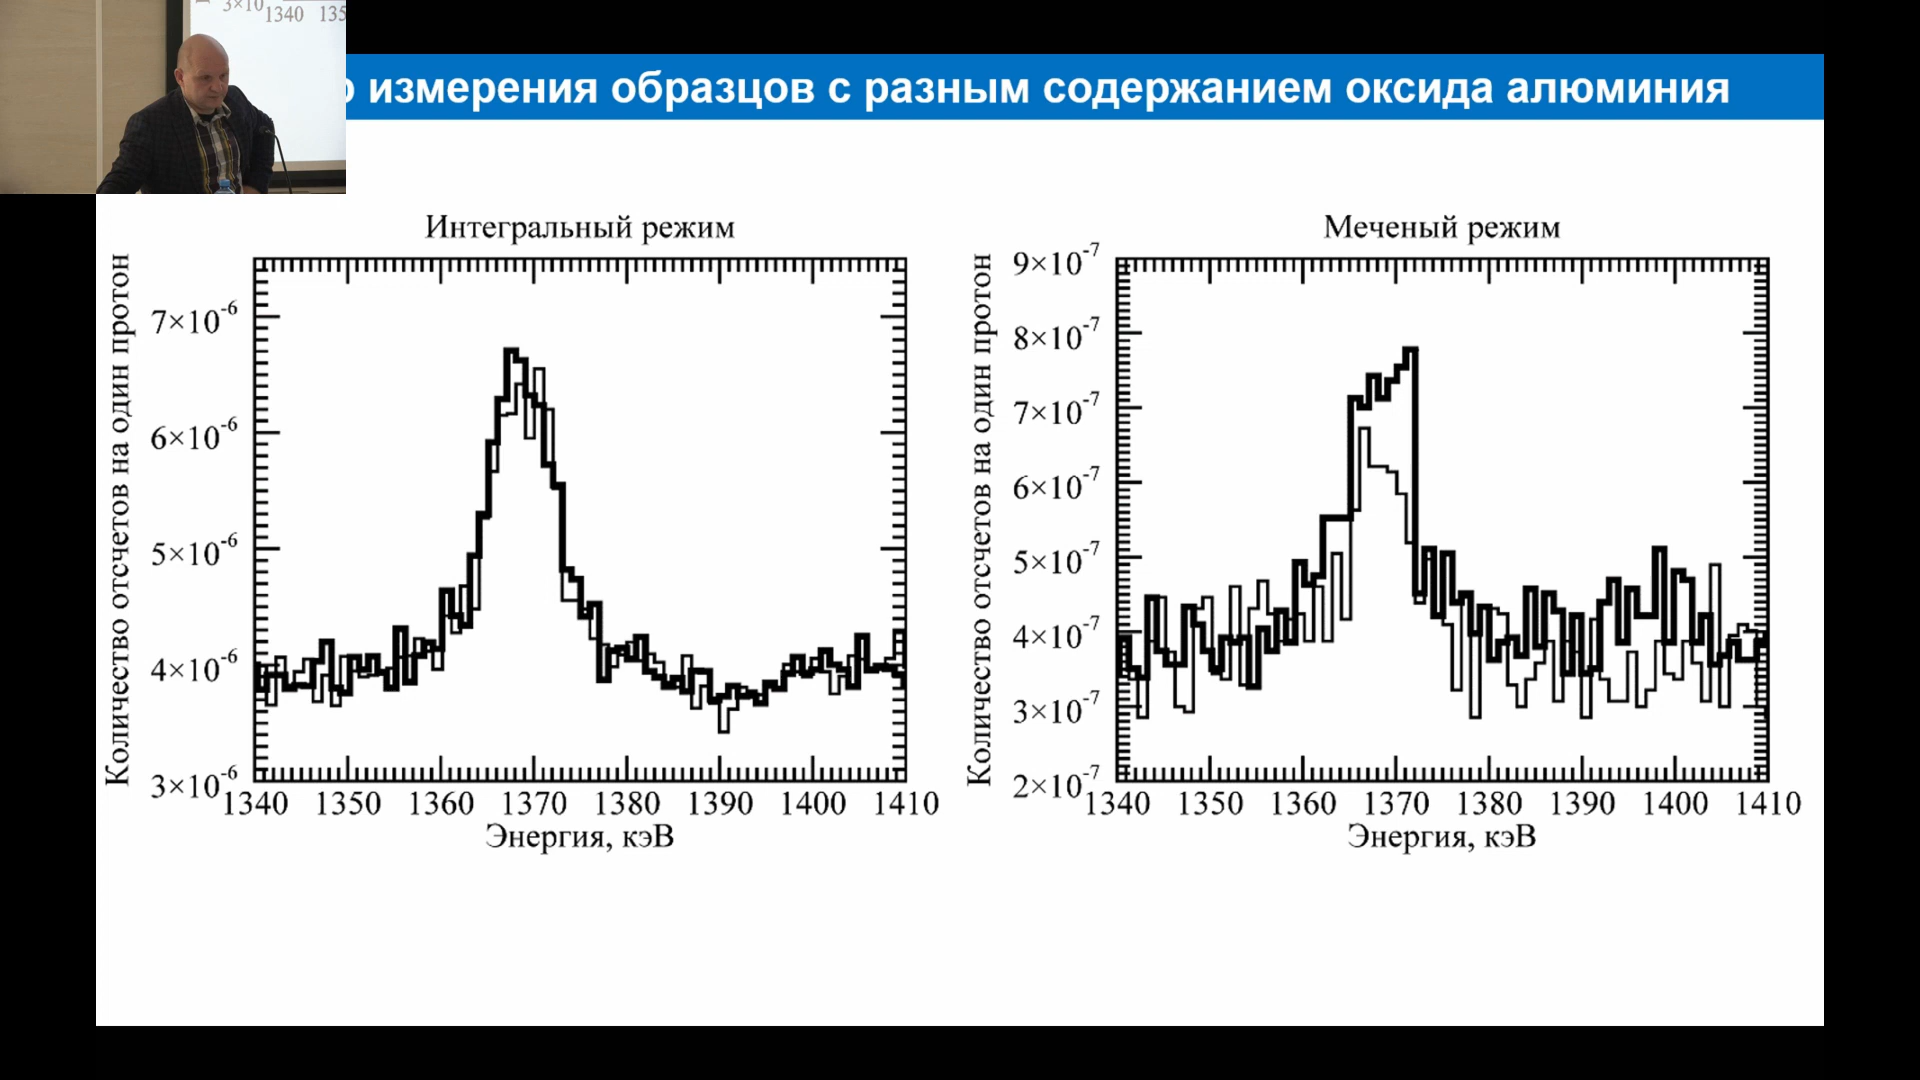 3×10
1340 135
измерения образцов с разным содержанием оксида алюминия
Интегральный режим
Количество отсчетов на один протон
7×10⁻⁶
6×10⁻⁶
5×10⁻⁶
4×10⁻⁶
3×10⁻⁶
1340 1350 1360 1370 1380 1390 1400 1410
Энергия, кэВ
Меченый режим
Количество отсчетов на один протон
9×10⁻⁷
8×10⁻⁷
7×10⁻⁷
6×10⁻⁷
5×10⁻⁷
4×10⁻⁷
3×10⁻⁷
2×10⁻⁷
1340 1350 1360 1370 1380 1390 1400 1410
Энергия, кэВ